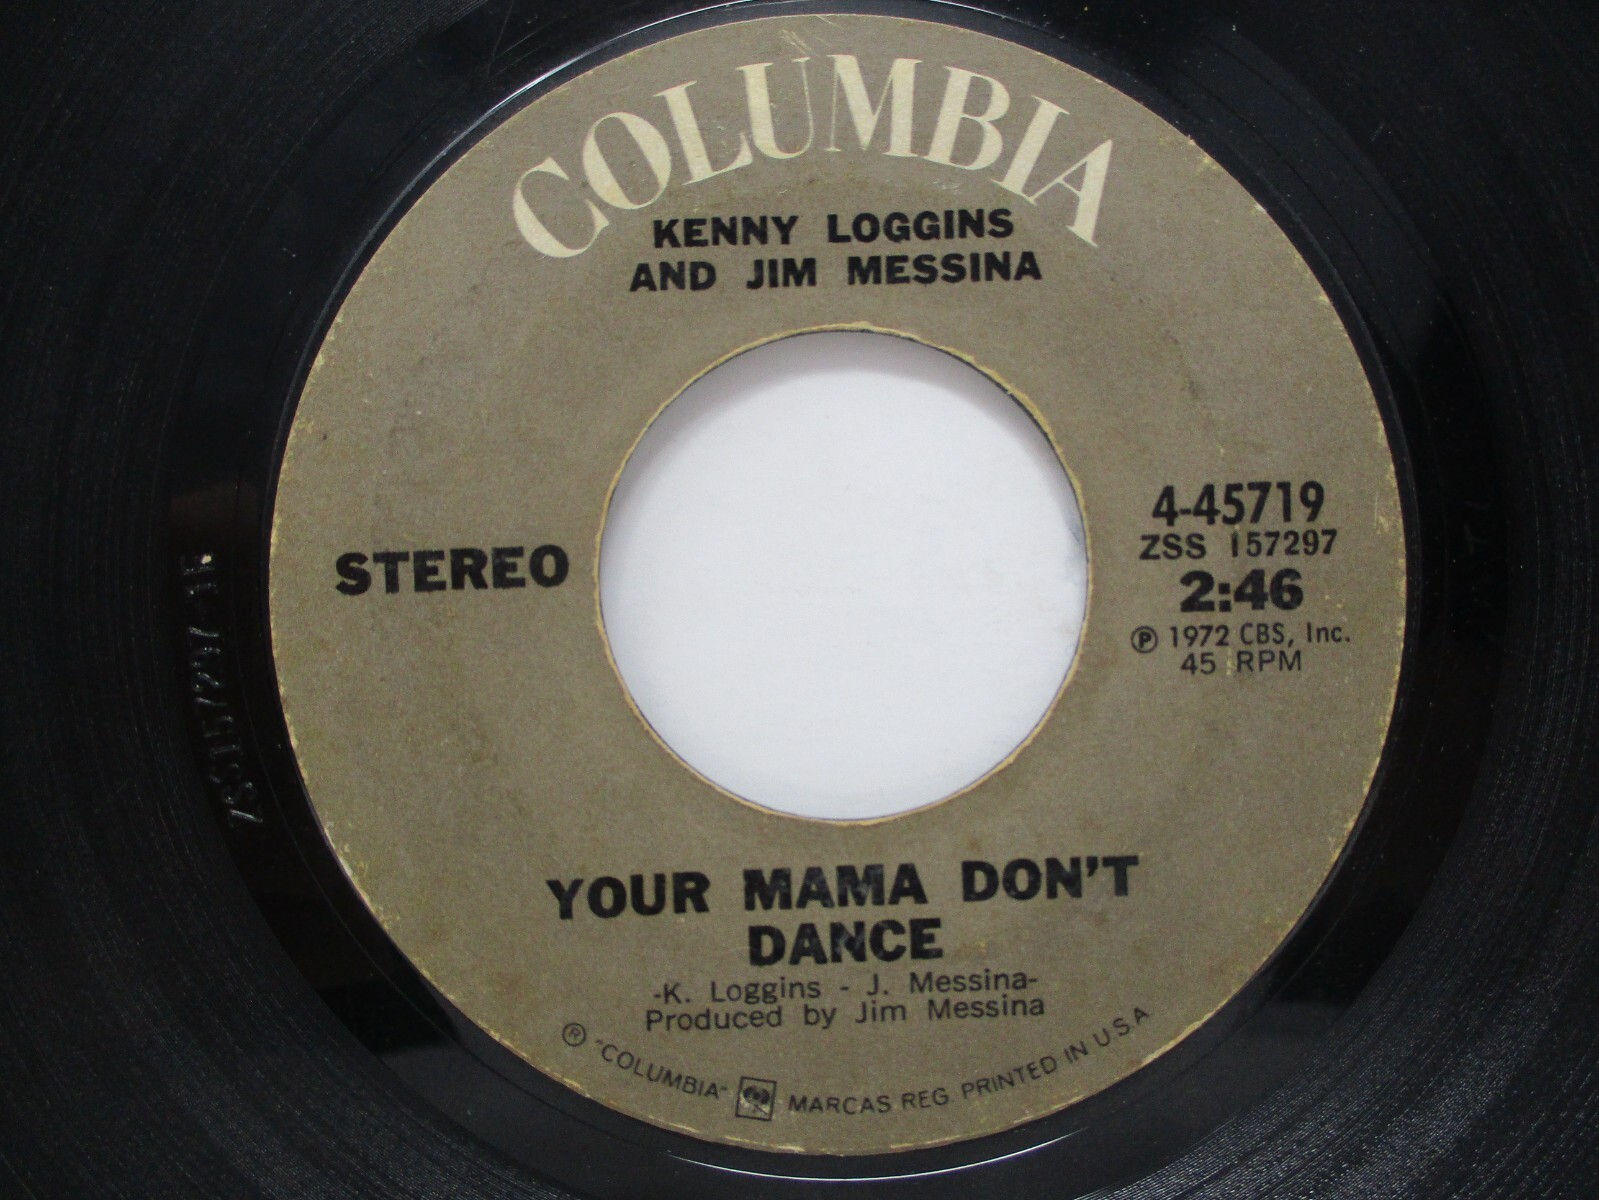 COLUMBIA
KENNY LOGGINS
AND JIM MESSINA
STEREO
4-45719
ZSS 157297
2:46
Ⓟ 1972 CBS, Inc.
45 RPM
YOUR MAMA DON'T
DANCE
-K. Loggins - J. Messina-
Produced by Jim Messina
® "COLUMBIA" MARCAS REG. PRINTED IN U.S.A